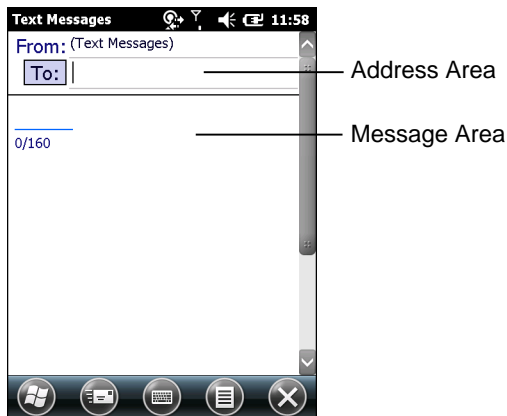 Text Messages 11:58
From: (Text Messages)
To:
Address Area
Message Area
0/160